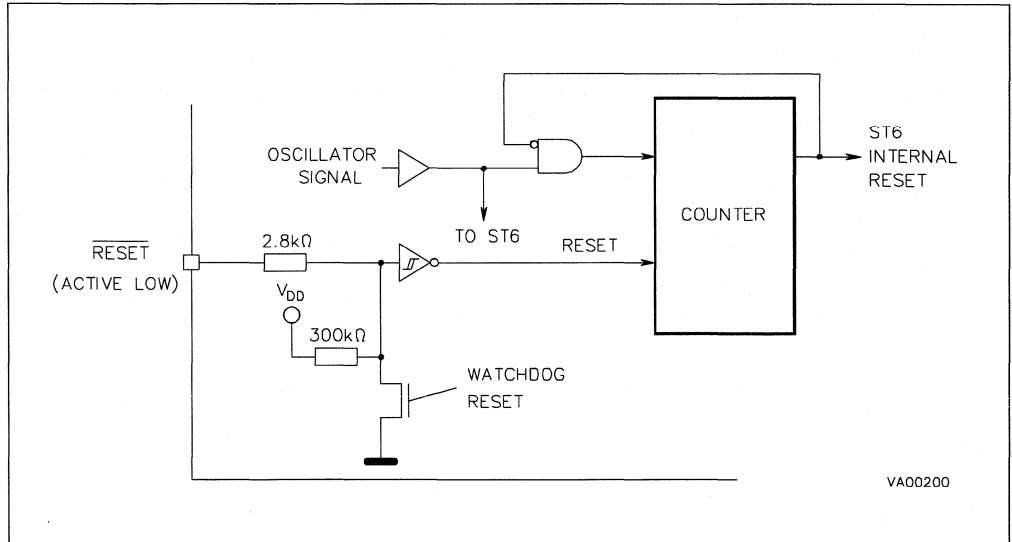 OSCILLATOR
SIGNAL
TO ST6
ST6
INTERNAL
RESET
COUNTER
RESET
(ACTIVE LOW)
2.8kΩ
RESET
VDD
300kΩ
WATCHDOG
RESET
VA00200